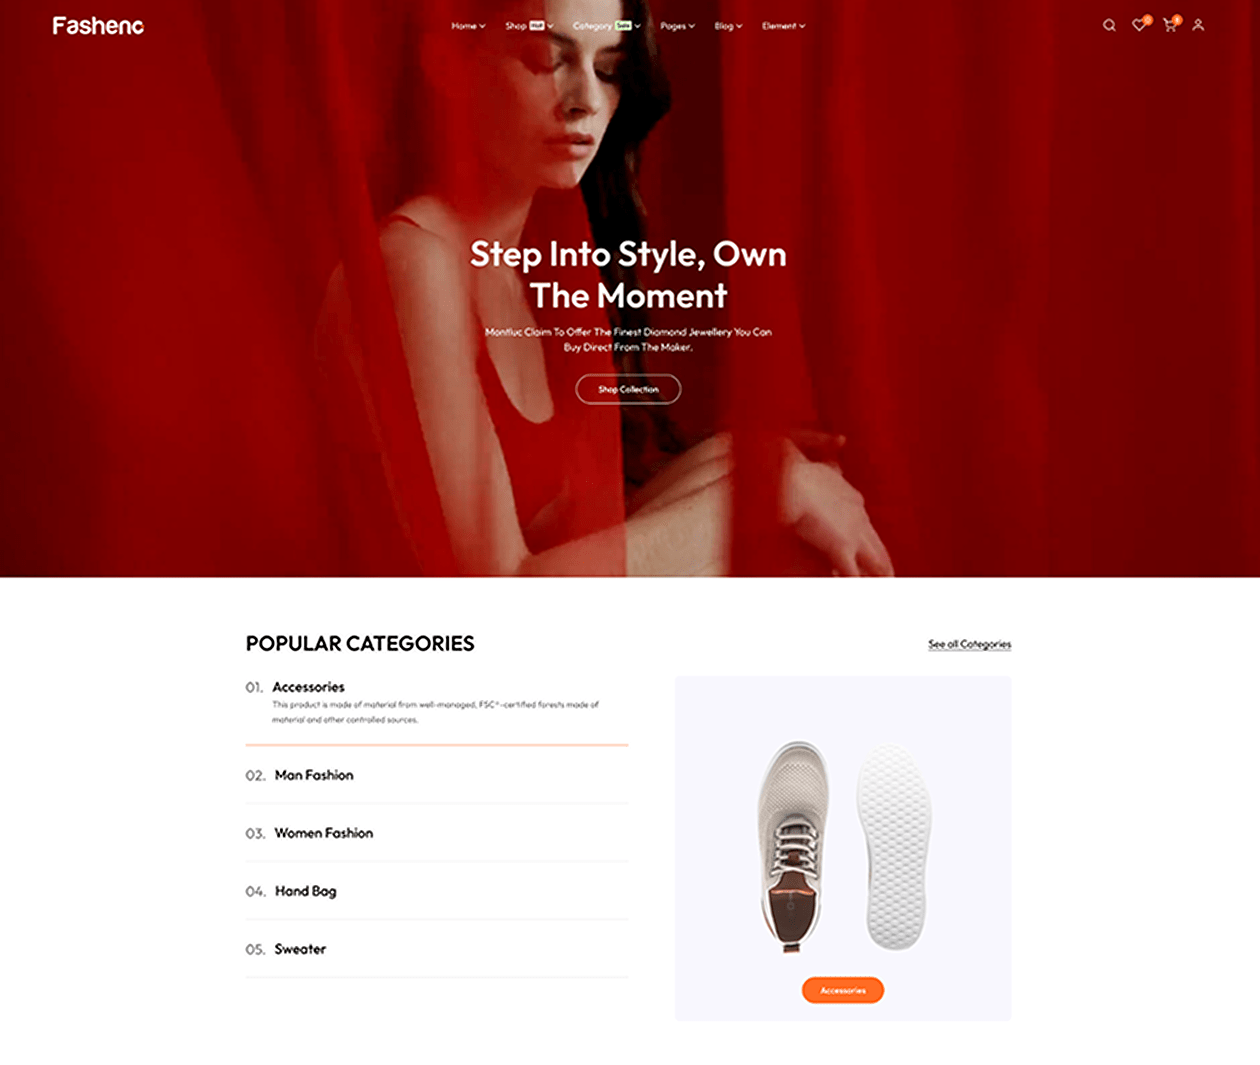 Fasheno
Home Shop Hot Category Sale Pages Blog Element
Step Into Style, Own
The Moment
Montluc Claim To Offer The Finest Diamond Jewellery You Can
Buy Direct From The Maker.
Shop Collection
POPULAR CATEGORIES
See all Categories
01. Accessories
This product is made of material from well-managed, FSC®-certified forests made of
material and other controlled sources.
02. Man Fashion
03. Women Fashion
04. Hand Bag
05. Sweater
Accessories